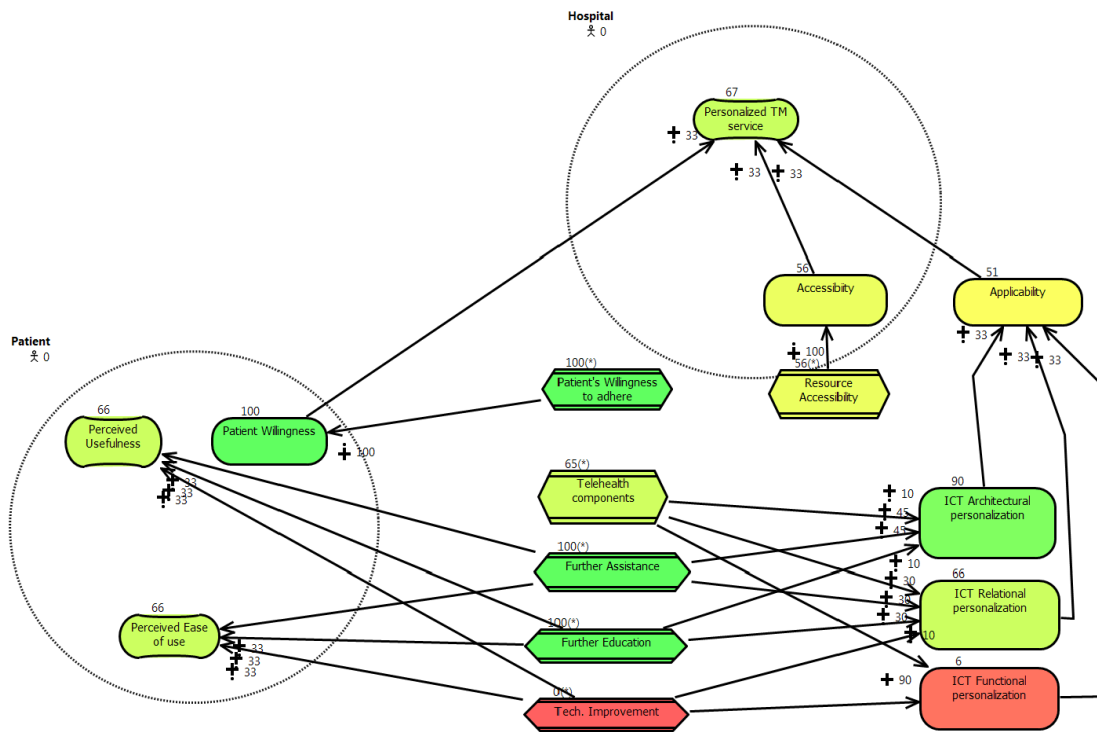 Hospital
0
67
Personalized TM
service
33
33
33
56
Accessibiity
51
Applicability
33
33
33
100
56(*)
Resource
Accessibility
Patient
0
100(*)
Patient's Willingness
to adhere
66
Perceived
Usefulness
100
Patient Willingness
100
33
33
33
65(*)
Telehealth
components
90
ICT Architectural
personalization
10
45
45
100(*)
Further Assistance
10
30
30
30
10
66
ICT Relational
personalization
66
Perceived Ease
of use
33
33
33
100(*)
Further Education
6
ICT Functional
personalization
90
0(*)
Tech. Improvement